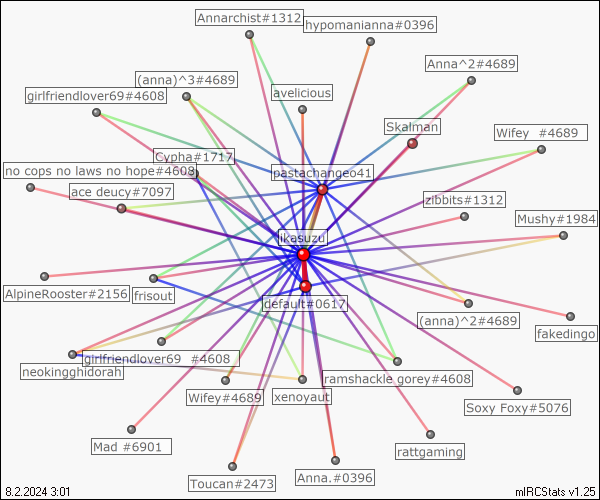 Annarchist#1312
hypomanianna#0396
Anna^2#4689
(anna)^3#4689
girlfriendlover69#4608
avelicious
Skalman
Wifey  #4689
Cypha#1717
no cops no laws no hope#4608
pastachangeo41
ace deucy#7097
zibbits#1312
Mushy#1984
ikasuzu
AlpineRooster#2156
frisout
default#0617
(anna)^2#4689
fakedingo
girlfriendlover69  #4608
neokingghidorah
ramshackle gorey#4608
Wifey#4689
xenoyaut
Soxy Foxy#5076
Mad #6901
rattgaming
Toucan#2473
Anna.#0396
8.2.2024 3:01
mIRCStats v1.25